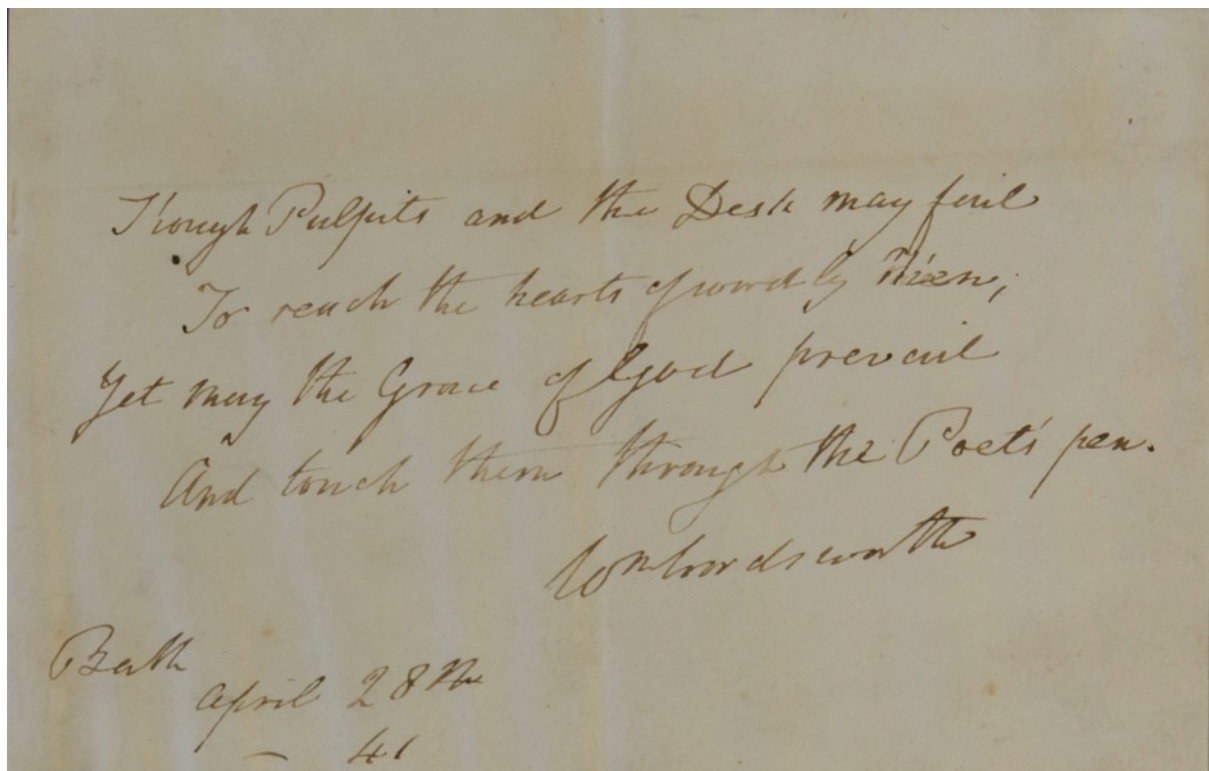 Though Pulpits and the Desk may fail
To reach the hearts of worldly Men;
Yet may the Grace of God prevail
And touch them through the Poet's pen.
Wm Wordsworth
Bath
April 28th
— 41